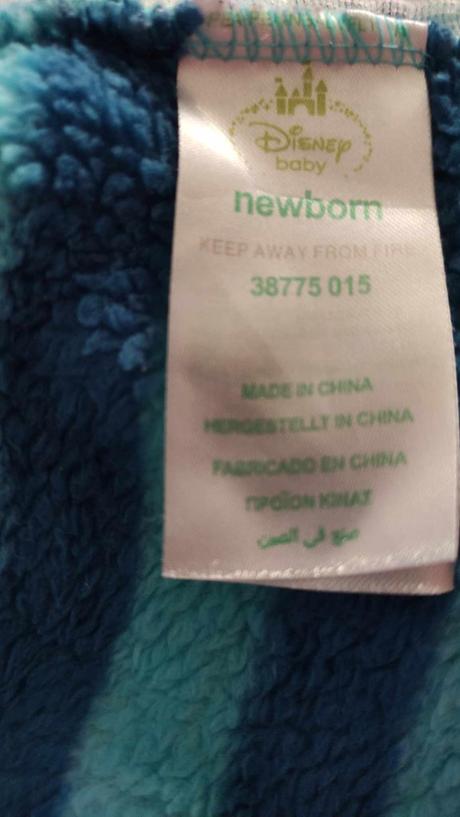 Disney
baby
newborn
KEEP AWAY FROM FIRE
38775 015
MADE IN CHINA
HERGESTELLT IN CHINA
FABRICADO EN CHINA
ΠΡΟΪΟΝ ΚΙΝΑΣ
صنع في الصين